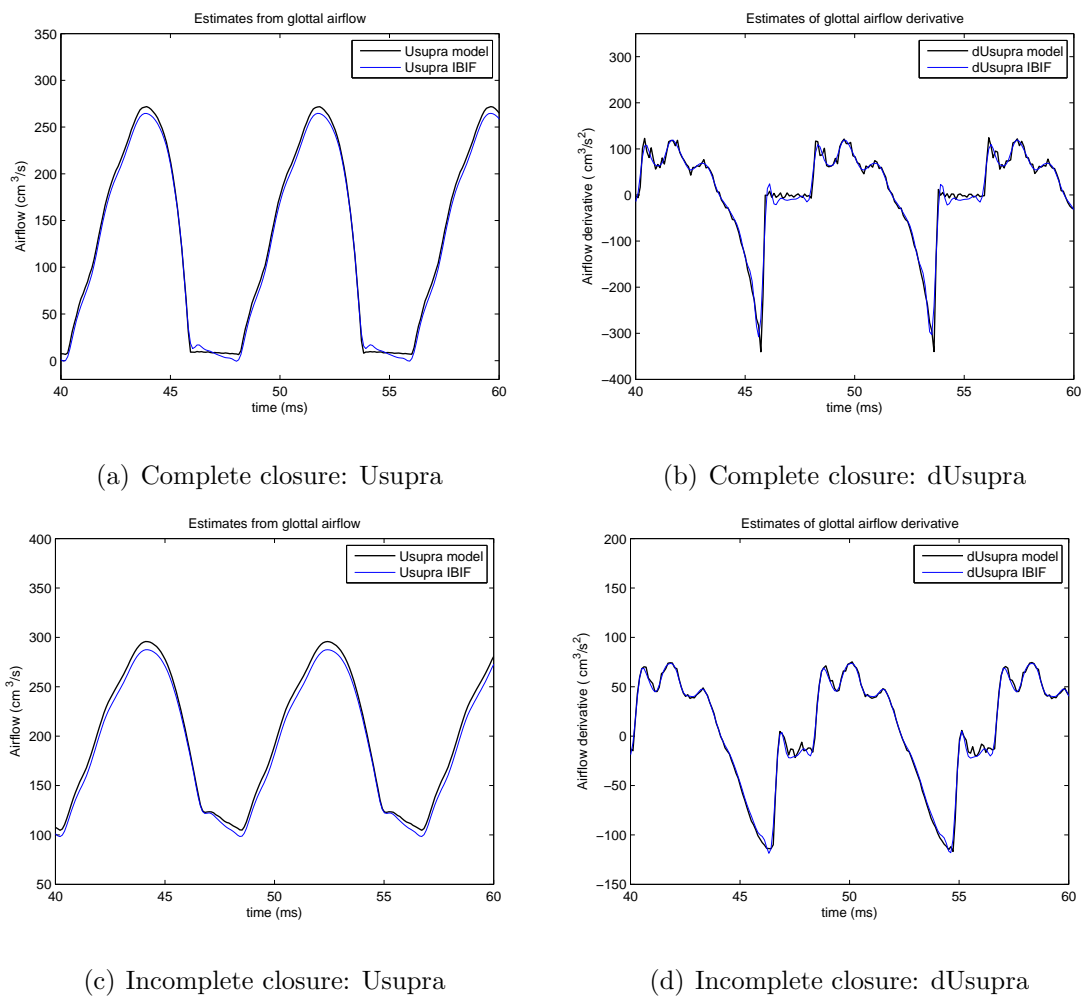 Estimates from glottal airflow
350
300
250
200
150
100
50
0
Airflow (cm³/s)
Usupra model
Usupra IBIF
40 45 50 55 60
time (ms)
(a) Complete closure: Usupra
Estimates of glottal airflow derivative
300
200
100
0
−100
−200
−300
−400
Airflow derivative ( cm³/s²)
dUsupra model
dUsupra IBIF
40 45 50 55 60
time (ms)
(b) Complete closure: dUsupra
Estimates from glottal airflow
400
350
300
250
200
150
100
50
Airflow (cm³/s)
Usupra model
Usupra IBIF
40 45 50 55 60
time (ms)
(c) Incomplete closure: Usupra
Estimates of glottal airflow derivative
200
150
100
50
0
−50
−100
−150
Airflow derivative ( cm³/s²)
dUsupra model
dUsupra IBIF
40 45 50 55 60
time (ms)
(d) Incomplete closure: dUsupra